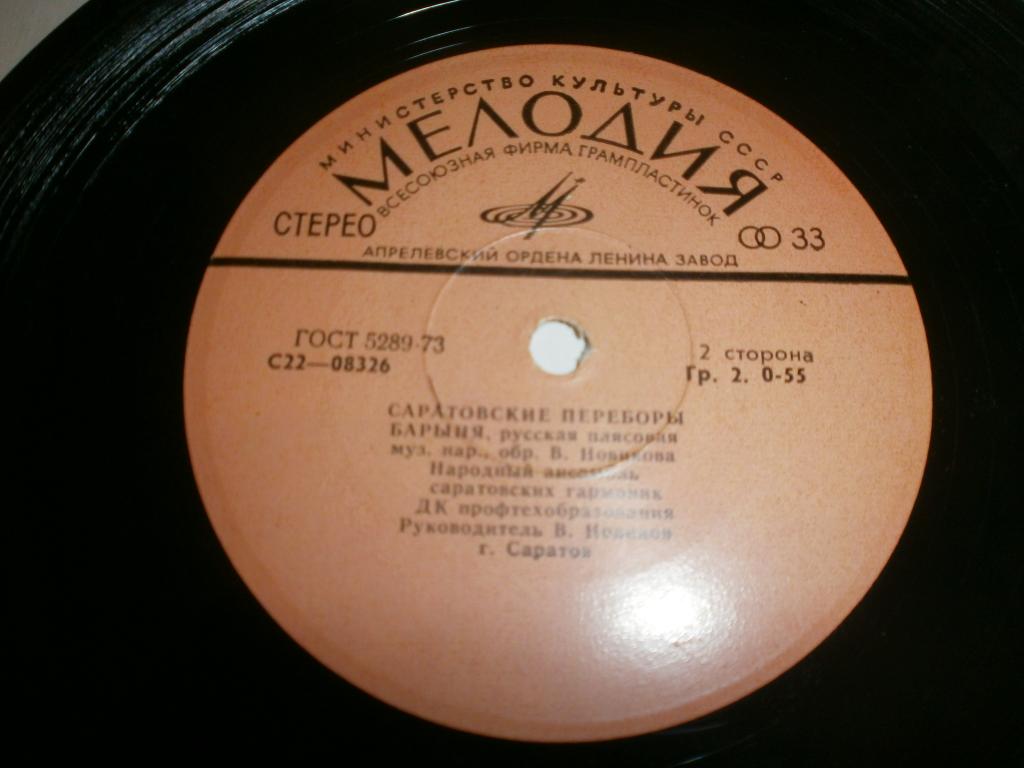 МИНИСТЕРСТВО КУЛЬТУРЫ СССР
МЕЛОДИЯ
ВСЕСОЮЗНАЯ ФИРМА ГРАМПЛАСТИНОК
СТЕРЕО
33
АПРЕЛЕВСКИЙ ОРДЕНА ЛЕНИНА ЗАВОД
ГОСТ 5289-73
С22—08326
2 сторона
Гр. 2. 0-55
САРАТОВСКИЕ ПЕРЕБОРЫ
БАРЫНЯ, русская плясовая
муз. нар., обр. В. Новикова
Народный ансамбль
саратовских гармоник
ДК профтехобразования
Руководитель В. Новиков
г. Саратов